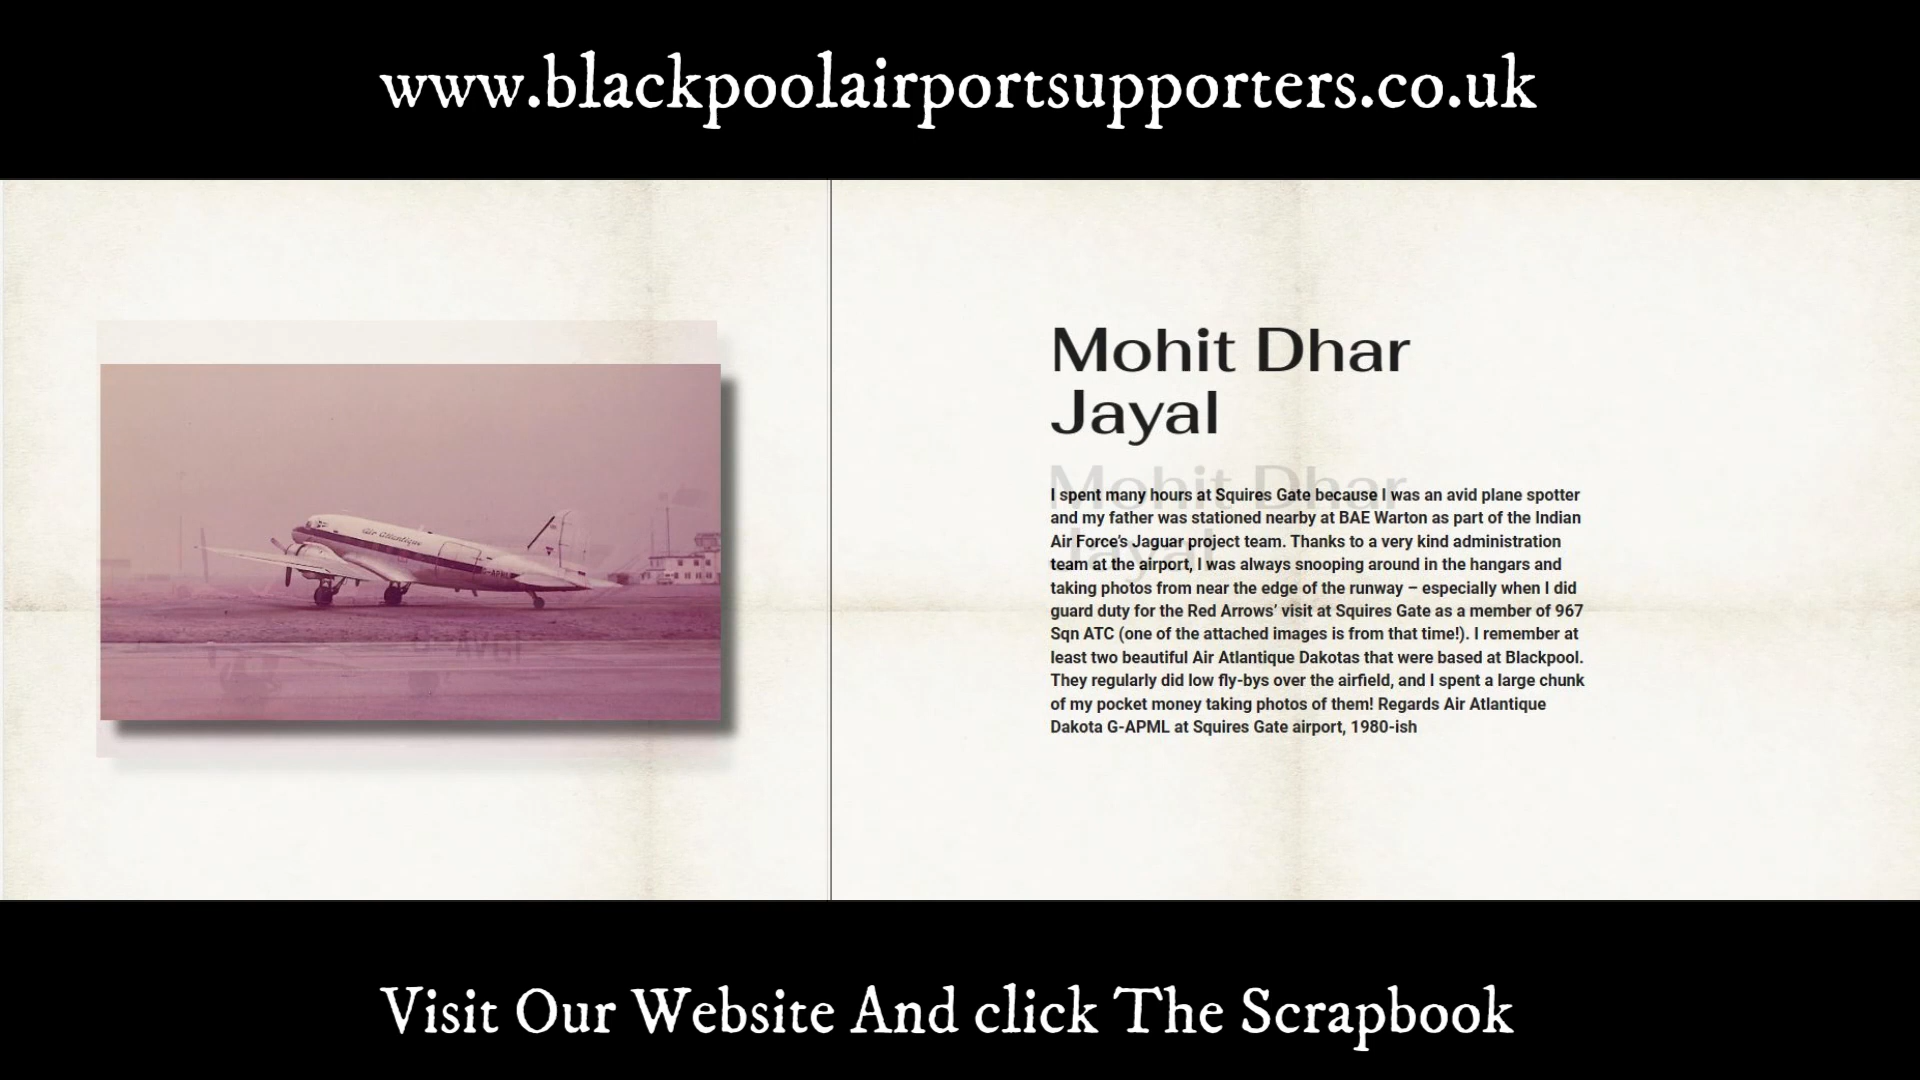 www.blackpoolairportsupporters.co.uk
Air Atlantique
Mohit Dhar
Jayal
Mohit Dhar
Jayal
I spent many hours at Squires Gate because I was an avid plane spotter
and my father was stationed nearby at BAE Warton as part of the Indian
Air Force’s Jaguar project team. Thanks to a very kind administration
team at the airport, I was always snooping around in the hangars and
taking photos from near the edge of the runway – especially when I did
guard duty for the Red Arrows’ visit at Squires Gate as a member of 967
Sqn ATC (one of the attached images is from that time!). I remember at
least two beautiful Air Atlantique Dakotas that were based at Blackpool.
They regularly did low fly-bys over the airfield, and I spent a large chunk
of my pocket money taking photos of them! Regards Air Atlantique
Dakota G-APML at Squires Gate airport, 1980-ish
Visit Our Website And click The Scrapbook